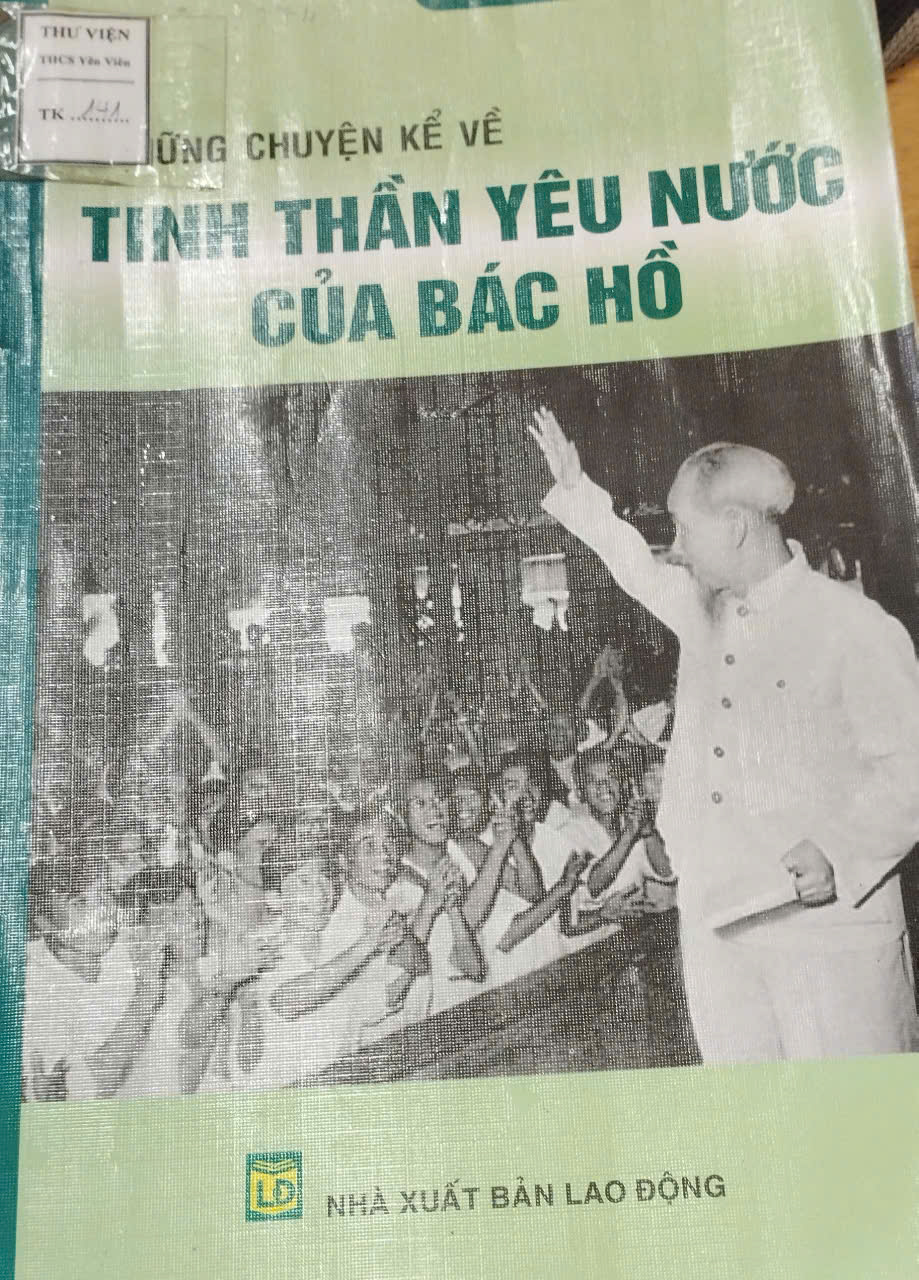 THƯ VIỆN
THCS Yên Viên
TK 141
ỮNG CHUYỆN KỂ VỀ
TINH THẦN YÊU NƯỚC
CỦA BÁC HỒ
LĐ
NHÀ XUẤT BẢN LAO ĐỘNG